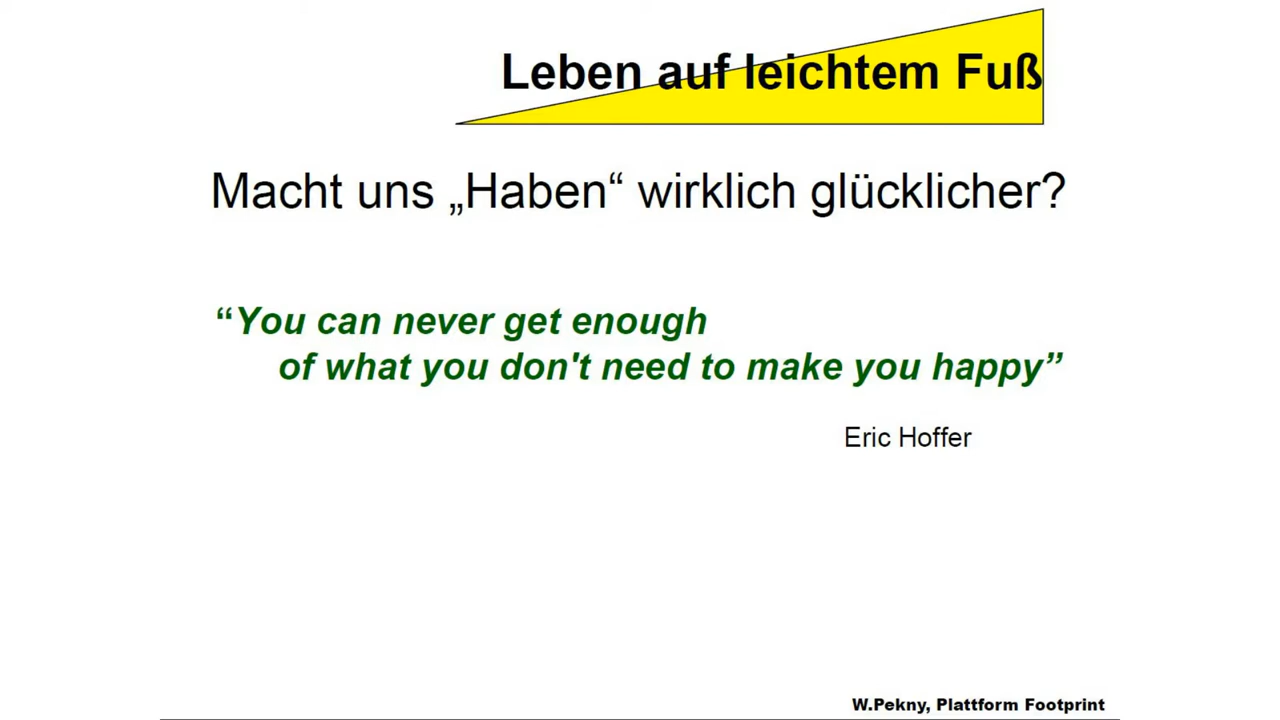 Leben auf leichtem Fuß
Macht uns „Haben“ wirklich glücklicher?
“You can never get enough
of what you don't need to make you happy”
Eric Hoffer
W.Pekny, Plattform Footprint